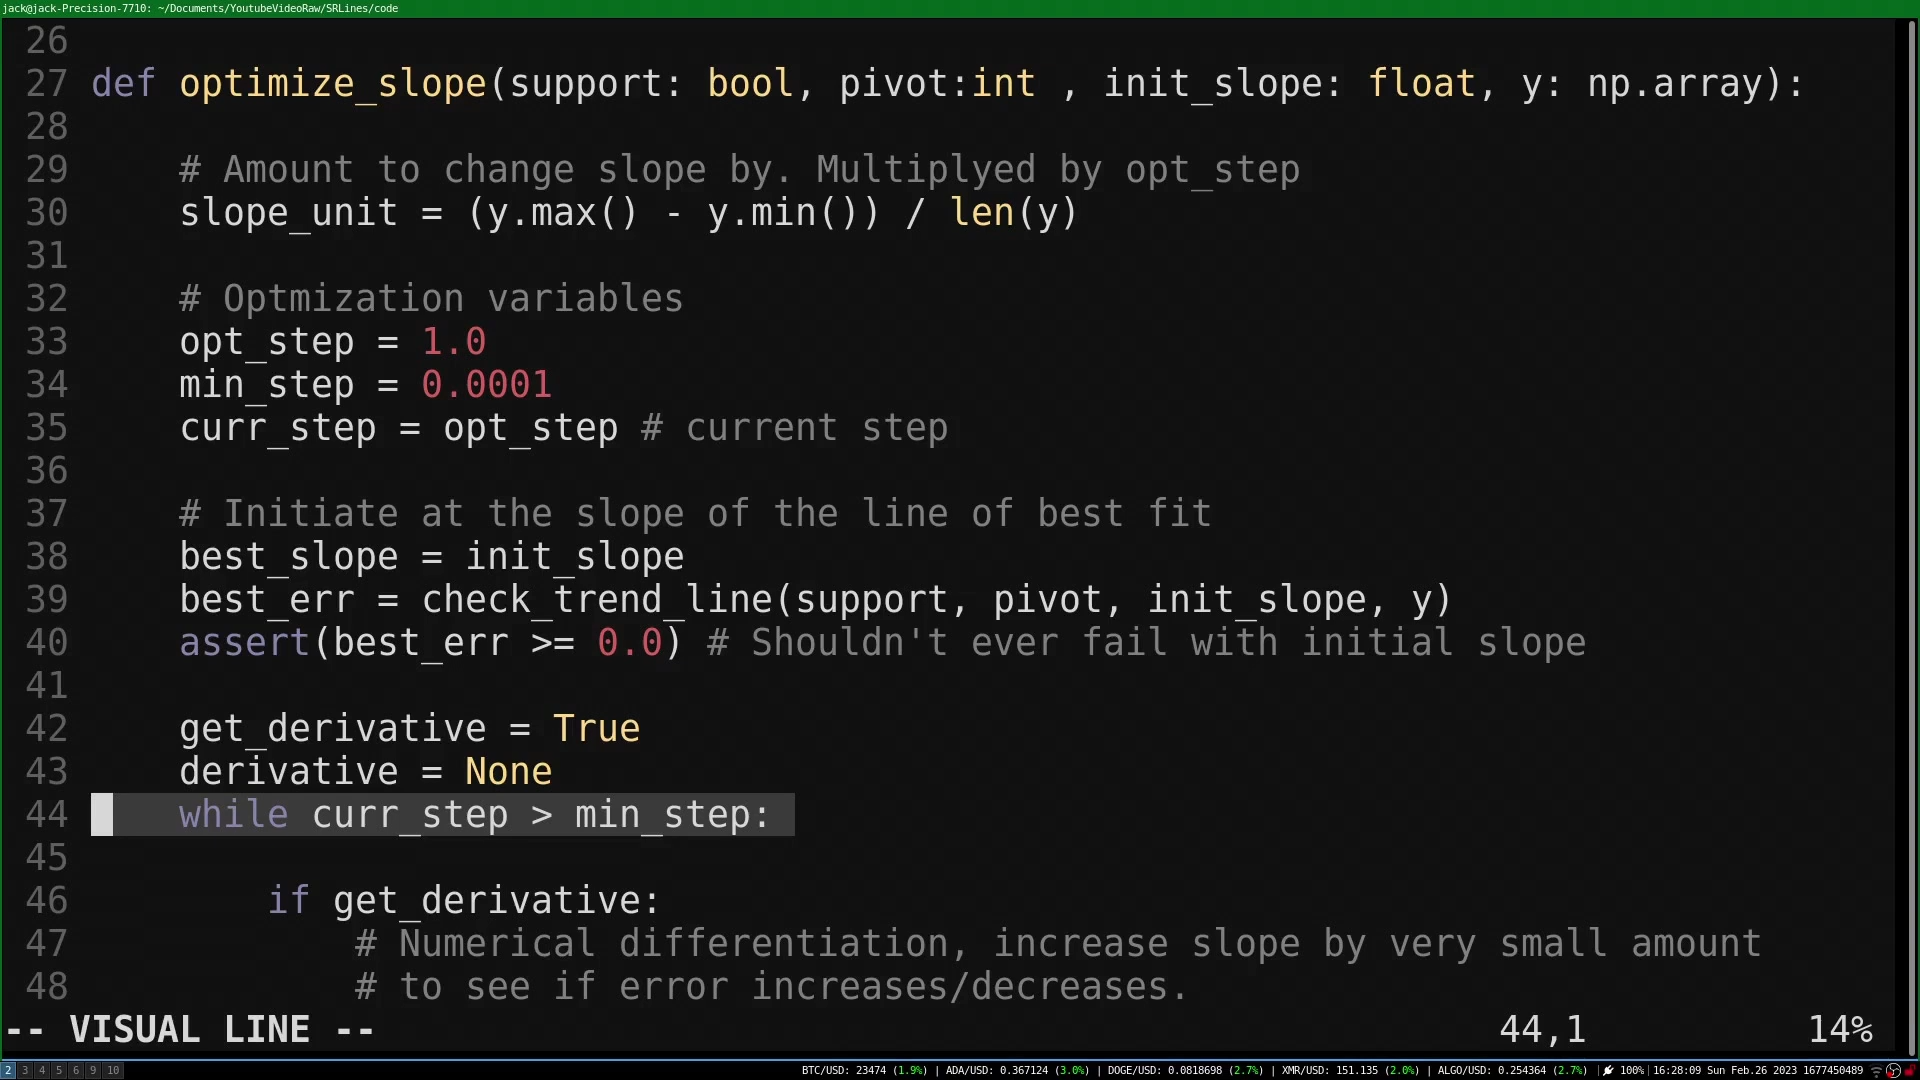 jack@jack-Precision-7710: ~/Documents/YoutubeVideoRaw/SRLines/code
26
27 def optimize_slope(support: bool, pivot:int , init_slope: float, y: np.array):
28
29     # Amount to change slope by. Multiplyed by opt_step
30     slope_unit = (y.max() - y.min()) / len(y)
31
32     # Optmization variables
33     opt_step = 1.0
34     min_step = 0.0001
35     curr_step = opt_step # current step
36
37     # Initiate at the slope of the line of best fit
38     best_slope = init_slope
39     best_err = check_trend_line(support, pivot, init_slope, y)
40     assert(best_err >= 0.0) # Shouldn't ever fail with initial slope
41
42     get_derivative = True
43     derivative = None
44     while curr_step > min_step:
45
46         if get_derivative:
47             # Numerical differentiation, increase slope by very small amount
48             # to see if error increases/decreases.
-- VISUAL LINE -- 44,1 14%
2 3 4 5 6 9 10 BTC/USD: 23474 (1.9%) | ADA/USD: 0.367124 (3.0%) | DOGE/USD: 0.0818698 (2.7%) | XMR/USD: 151.135 (2.0%) | ALGO/USD: 0.254364 (2.7%) | 100% | 16:28:09 Sun Feb.26 2023 1677450489